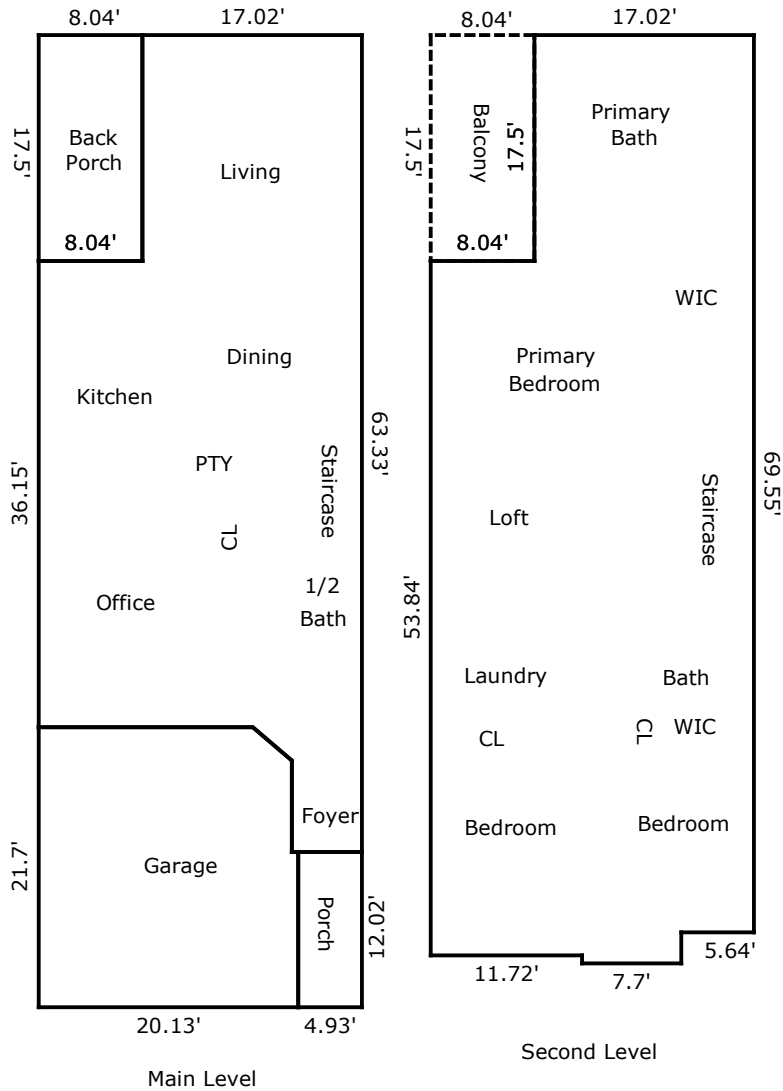 8.04'
17.02'
17.5'
Back
Porch
Living
8.04'
Dining
Kitchen
63.33'
36.15'
PTY
Staircase
CL
Office
1/2
Bath
Foyer
Garage
21.7'
Porch
12.02'
20.13'
4.93'
Main Level
8.04'
17.02'
17.5'
Balcony
17.5'
Primary
Bath
8.04'
WIC
Primary
Bedroom
69.55'
Loft
Staircase
53.84'
Laundry
Bath
CL
CL
WIC
Bedroom
Bedroom
11.72'
7.7'
5.64'
Second Level